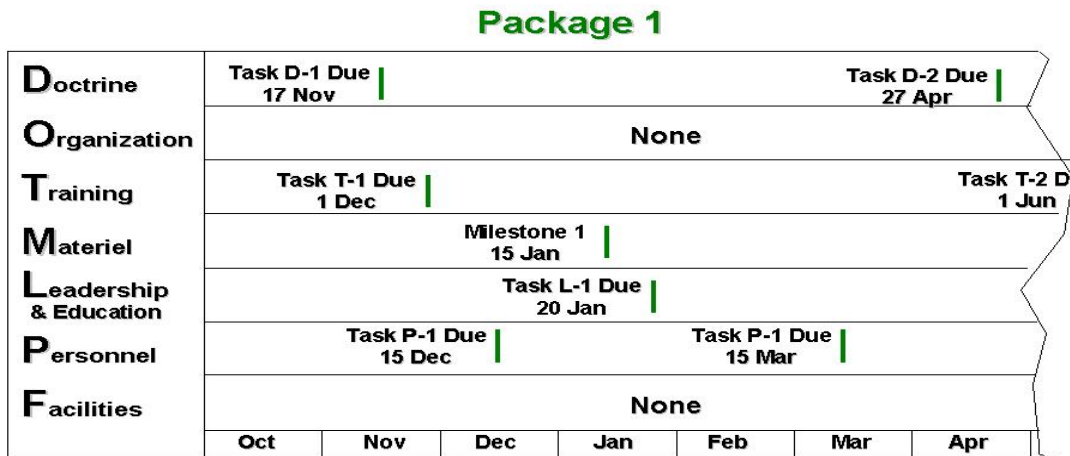 Package 1
Doctrine
Task D-1 Due
17 Nov
Task D-2 Due
27 Apr
Organization
None
Training
Task T-1 Due
1 Dec
Task T-2 D
1 Jun
Materiel
Milestone 1
15 Jan
Leadership
& Education
Task L-1 Due
20 Jan
Personnel
Task P-1 Due
15 Dec
Task P-1 Due
15 Mar
Facilities
None
Oct Nov Dec Jan Feb Mar Apr